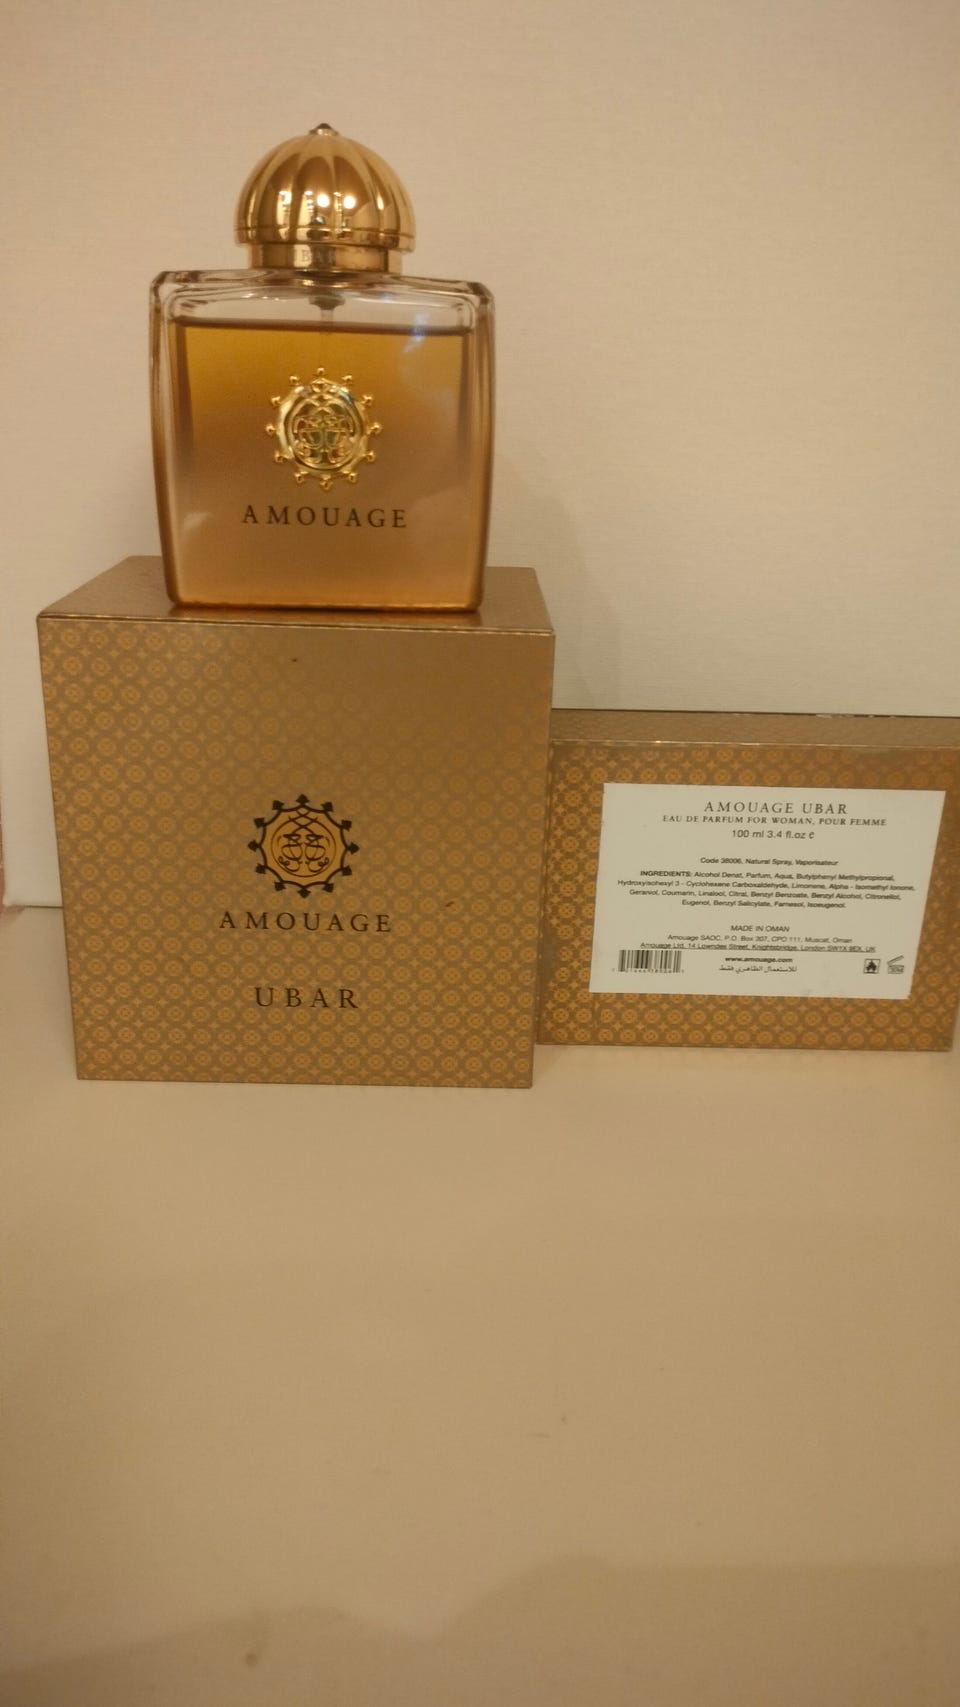 UBAR
AMOUAGE
AMOUAGE
UBAR
AMOUAGE UBAR
EAU DE PARFUM FOR WOMAN, POUR FEMME
100 ml 3.4 fl.oz e
Code 38006, Natural Spray, Vaporisateur
INGREDIENTS: Alcohol Denat, Parfum, Aqua, Butylphenyl Methylpropional,
Hydroxyisohexyl 3 - Cyclohexene Carboxaldehyde, Limonene, Alpha - Isomethyl Ionone,
Geraniol, Coumarin, Linalool, Citral, Benzyl Benzoate, Benzyl Alcohol, Citronellol,
Eugenol, Benzyl Salicylate, Farnesol, Isoeugenol.
MADE IN OMAN
Amouage SAOC, P.O. Box 307, CPO 111, Muscat, Oman
Amouage Ltd, 14 Lowndes Street, Knightsbridge, London SW1X 9EX, UK
www.amouage.com
للاستعمال الظاهري فقط